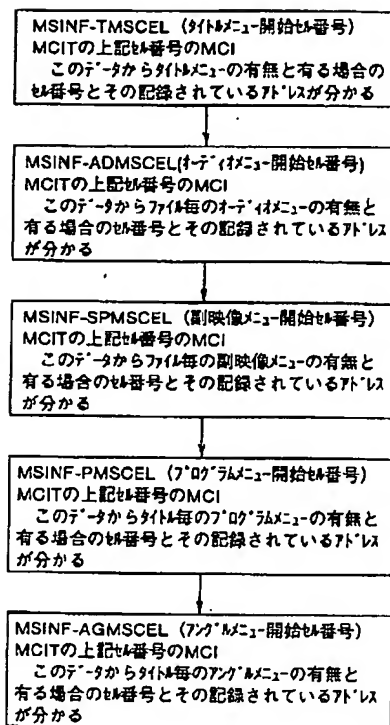 MSINF-TMSCEL (ﾀｲﾄﾙﾒﾆｭｰ開始ｾﾙ番号)
MCITの上記ｾﾙ番号のMCI
このﾃﾞｰﾀからﾀｲﾄﾙﾒﾆｭｰの有無と有る場合の
ｾﾙ番号とその記録されているｱﾄﾞﾚｽが分かる
MSINF-ADMSCEL(ｵｰﾃﾞｨｵﾒﾆｭｰ開始ｾﾙ番号)
MCITの上記ｾﾙ番号のMCI
このﾃﾞｰﾀからﾌｧｲﾙ毎のｵｰﾃﾞｨｵﾒﾆｭｰの有無と
有る場合のｾﾙ番号とその記録されているｱﾄﾞﾚｽ
が分かる
MSINF-SPMSCEL (副映像ﾒﾆｭｰ開始ｾﾙ番号)
MCITの上記ｾﾙ番号のMCI
このﾃﾞｰﾀからﾌｧｲﾙ毎の副映像ﾒﾆｭｰの有無と
有る場合のｾﾙ番号とその記録されているｱﾄﾞﾚｽ
が分かる
MSINF-PMSCEL (ﾌﾟﾛｸﾞﾗﾑﾒﾆｭｰ開始ｾﾙ番号)
MCITの上記ｾﾙ番号のMCI
このﾃﾞｰﾀからﾀｲﾄﾙ毎のﾌﾟﾛｸﾞﾗﾑﾒﾆｭｰの有無と
有る場合のｾﾙ番号とその記録されているｱﾄﾞﾚｽ
が分かる
MSINF-AGMSCEL (ｱﾝｸﾞﾙﾒﾆｭｰ開始ｾﾙ番号)
MCITの上記ｾﾙ番号のMCI
このﾃﾞｰﾀからﾀｲﾄﾙ毎のｱﾝｸﾞﾙﾒﾆｭｰの有無と
有る場合のｾﾙ番号とその記録されているｱﾄﾞﾚｽ
が分かる